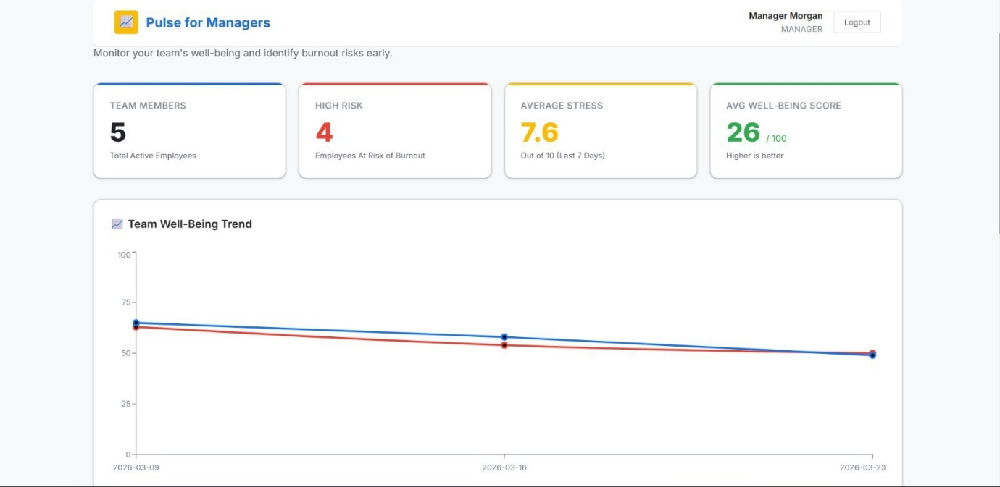 Pulse for Managers
Manager Morgan
MANAGER
Logout
Monitor your team's well-being and identify burnout risks early.
TEAM MEMBERS
5
Total Active Employees
HIGH RISK
4
Employees At Risk of Burnout
AVERAGE STRESS
7.6
Out of 10 (Last 7 Days)
AVG WELL-BEING SCORE
26 / 100
Higher is better
Team Well-Being Trend
100
75
50
25
0
2026-03-09
2026-03-16
2026-03-23